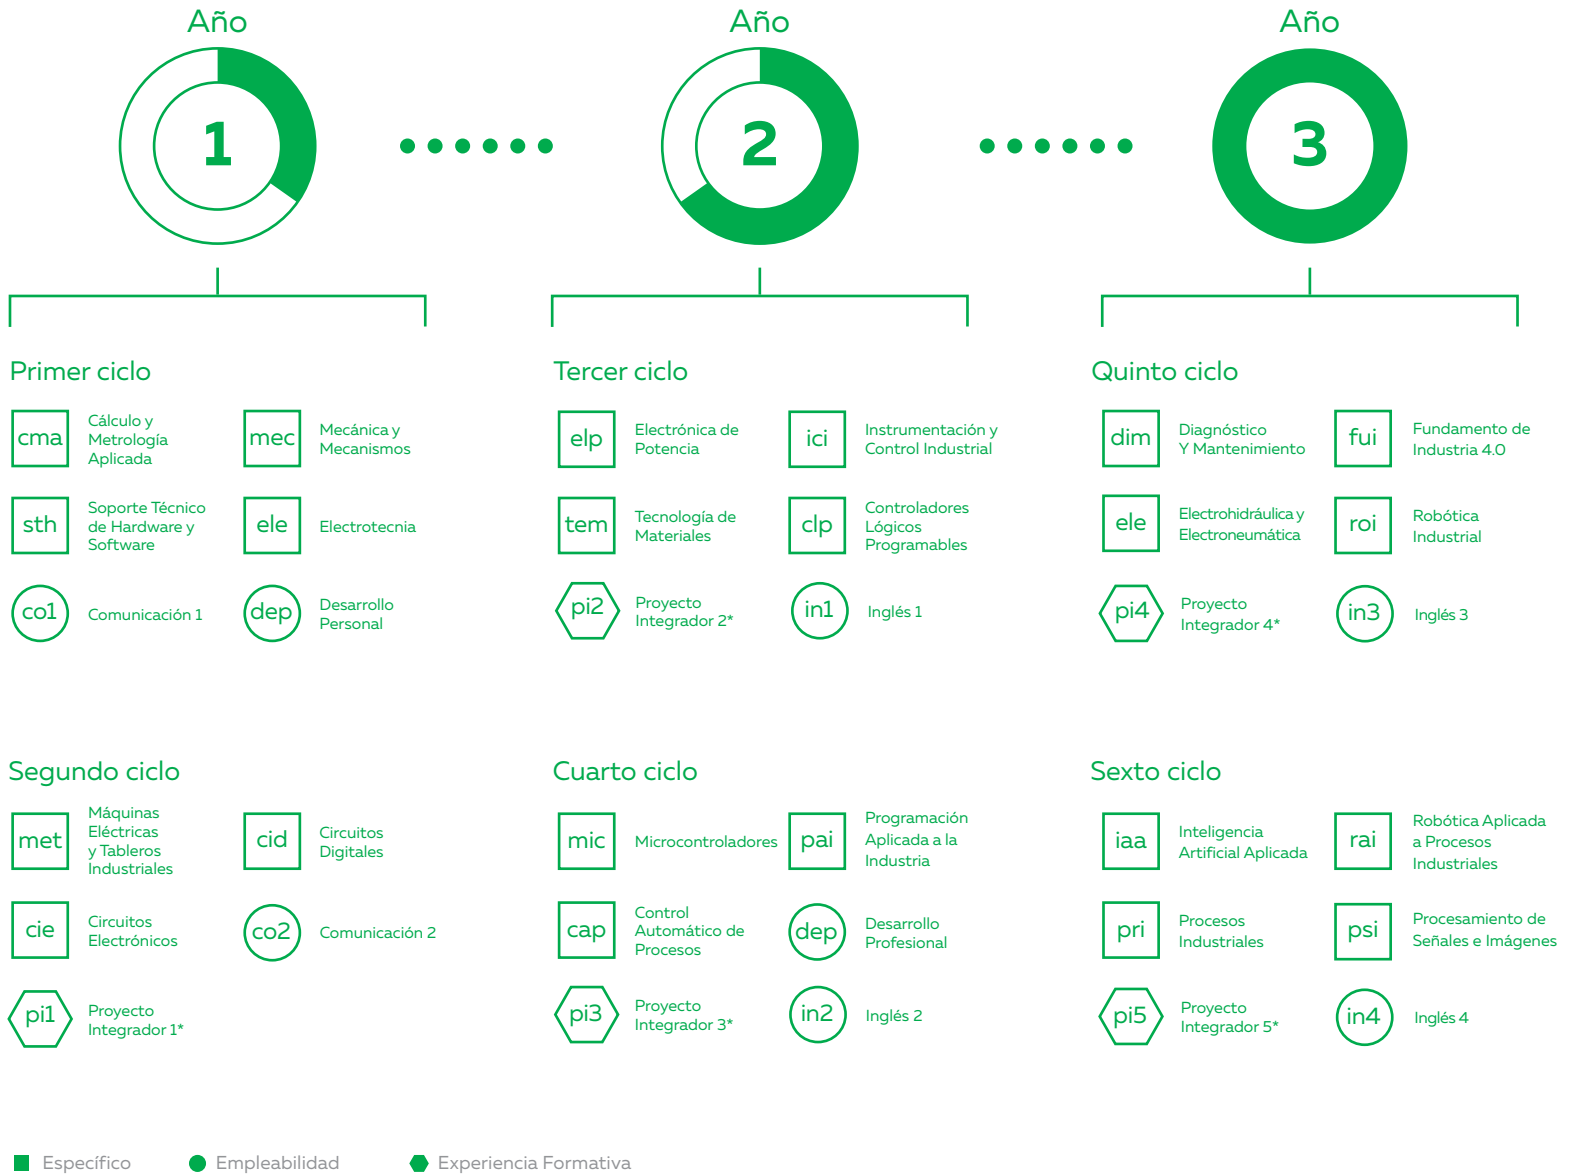 Año
1
Año
2
Año
3
Primer ciclo
cma
Cálculo y
Metrología
Aplicada
mec
Mecánica y
Mecanismos
sth
Soporte Técnico
de Hardware y
Software
ele
Electrotecnia
co1
Comunicación 1
dep
Desarrollo
Personal
Segundo ciclo
met
Máquinas
Eléctricas
y Tableros
Industriales
cid
Circuitos
Digitales
cie
Circuitos
Electrónicos
co2
Comunicación 2
pi1
Proyecto
Integrador 1*
Tercer ciclo
elp
Electrónica de
Potencia
ici
Instrumentación y
Control Industrial
tem
Tecnología de
Materiales
clp
Controladores
Lógicos
Programables
pi2
Proyecto
Integrador 2*
in1
Inglés 1
Cuarto ciclo
mic
Microcontroladores
pai
Programación
Aplicada a la
Industria
cap
Control
Automático de
Procesos
dep
Desarrollo
Profesional
pi3
Proyecto
Integrador 3*
in2
Inglés 2
Quinto ciclo
dim
Diagnóstico
Y Mantenimiento
fui
Fundamento de
Industria 4.0
ele
Electrohidráulica y
Electroneumática
roi
Robótica
Industrial
pi4
Proyecto
Integrador 4*
in3
Inglés 3
Sexto ciclo
iaa
Inteligencia
Artificial Aplicada
rai
Robótica Aplicada
a Procesos
Industriales
pri
Procesos
Industriales
psi
Procesamiento de
Señales e Imágenes
pi5
Proyecto
Integrador 5*
in4
Inglés 4
Específico
Empleabilidad
Experiencia Formativa